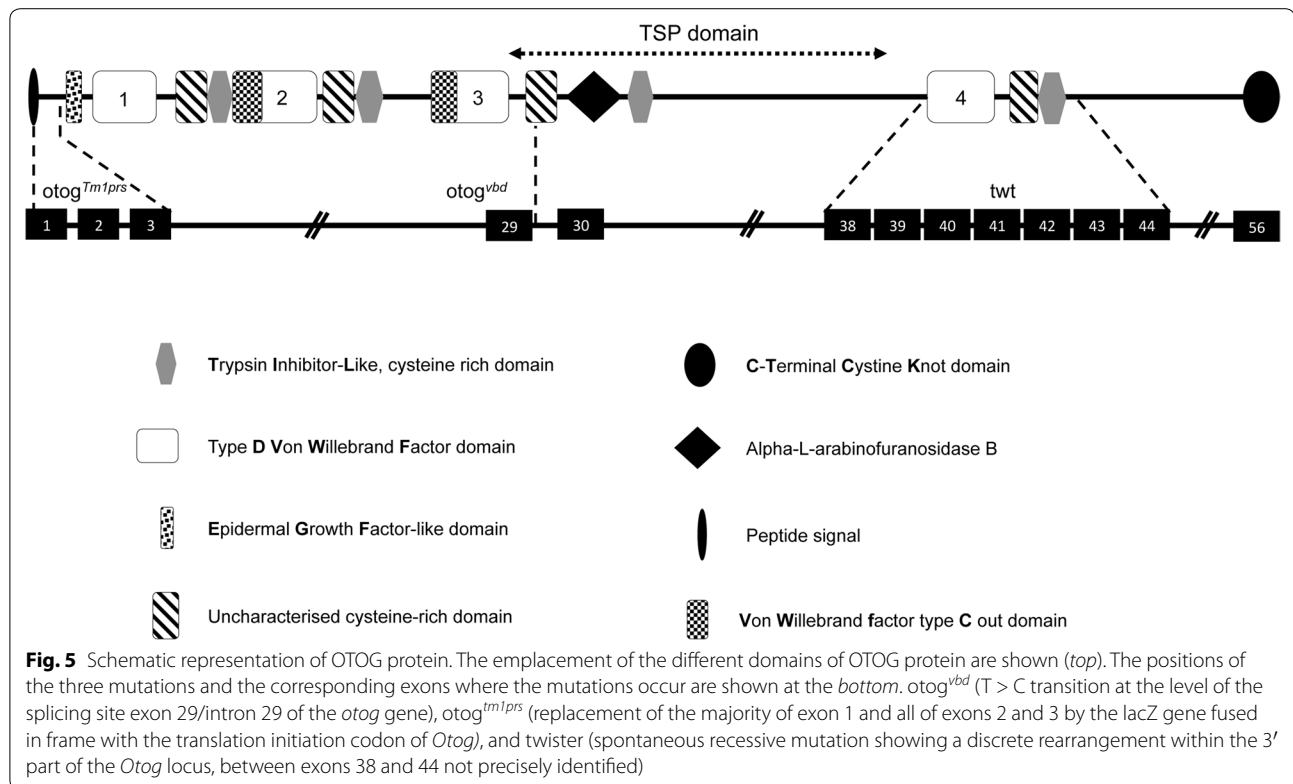 TSP domain
1 2 3 4
otog^Tm1prs otog^vbd twt
1 2 3 29 30 38 39 40 41 42 43 44 56
Trypsin Inhibitor-Like, cysteine rich domain
C-Terminal Cystine Knot domain
Type D Von Willebrand Factor domain
Alpha-L-arabinofuranosidase B
Epidermal Growth Factor-like domain
Peptide signal
Uncharacterised cysteine-rich domain
Von Willebrand factor type C out domain
Fig. 5 Schematic representation of OTOG protein. The emplacement of the different domains of OTOG protein are shown (top). The positions of
the three mutations and the corresponding exons where the mutations occur are shown at the bottom. otog^vbd (T > C transition at the level of the
splicing site exon 29/intron 29 of the otog gene), otog^tm1prs (replacement of the majority of exon 1 and all of exons 2 and 3 by the lacZ gene fused
in frame with the translation initiation codon of Otog), and twister (spontaneous recessive mutation showing a discrete rearrangement within the 3′
part of the Otog locus, between exons 38 and 44 not precisely identified)